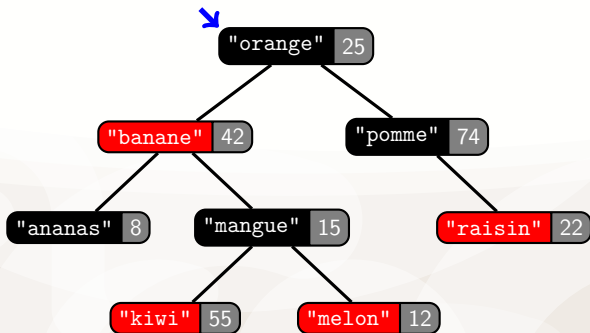 "orange" 25
"banane" 42
"pomme" 74
"ananas" 8
"mangue" 15
"raisin" 22
"kiwi" 55
"melon" 12